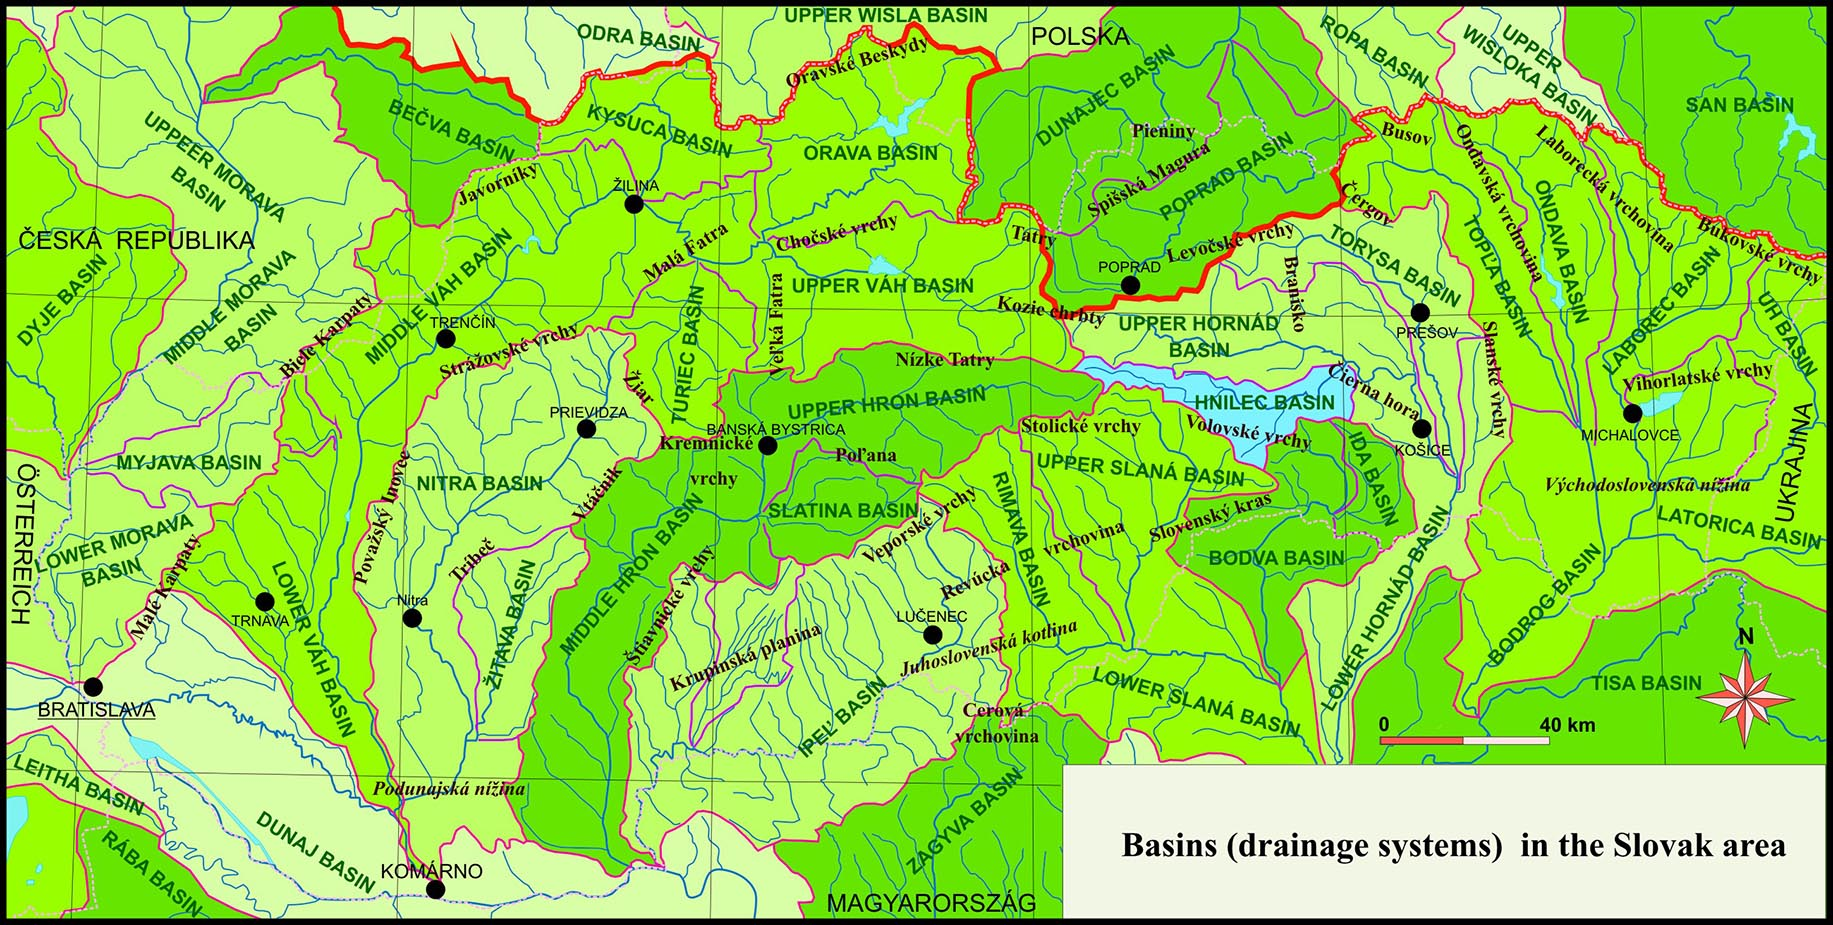 UPPER WISLA BASIN
ODRA BASIN
POLSKA
ROPA BASIN
UPPER
WISLOKA BASIN
SAN BASIN
Oravské Beskydy
BEČVA BASIN
KYSUCA BASIN
DUNAJEC BASIN
Pieniny
Busov
UPPEER MORAVA
BASIN
ORAVA BASIN
Spišská Magura
POPRAD BASIN
Ondavská vrchovina
Laborecká vrchovina
Javorníky
ŽILINA
Čergov
ČESKÁ REPUBLIKA
Chočské vrchy
Tatry
Levočské vrchy
TORYSA BASIN
TOPĽA BASIN
ONDAVA BASIN
Bukovské vrchy
Malá Fatra
DYJE BASIN
MIDDLE MORAVA
BASIN
MIDDLE VÁH BASIN
POPRAD
Branisko
UPPER VÁH BASIN
Veľká Fatra
TURIEC BASIN
Kozie chrbty
LABOREC BASIN
UH BASIN
Biele Karpaty
TRENČÍN
Strážovské vrchy
UPPER HORNÁD
BASIN
PREŠOV
Slanské vrchy
Nízke Tatry
Žiar
Čierna hora
Vihorlatské vrchy
UPPER HRON BASIN
HNILEC BASIN
PRIEVIDZA
BANSKÁ BYSTRICA
Stolické vrchy
Volovské vrchy
MICHALOVCE
Kremnické
vrchy
Poľana
KOŠICE
IDA BASIN
UKRAJINA
MYJAVA BASIN
ÖSTERREICH
Považský Inovec
NITRA BASIN
Vtáčnik
UPPER SLANÁ BASIN
Východoslovenská nížina
SLATINA BASIN
RIMAVA BASIN
Slovenský kras
LATORICA BASIN
LOWER MORAVA
BASIN
Veporské vrchy
vrchovina
Revúcka
BODVA BASIN
Malé Karpaty
Tribeč
MIDDLE HRON BASIN
LOWER HORNÁD BASIN
BODROG BASIN
TRNAVA
LOWER VÁH BASIN
Nitra
ŽITAVA BASIN
Štiavnické vrchy
LUČENEC
N
Krupinská planina
Juhoslovenská kotlina
BRATISLAVA
IPEĽ BASIN
LOWER SLANÁ BASIN
TISA BASIN
Cerová
vrchovina
0
40 km
LEITHA BASIN
Podunajská nížina
ZAGYVA BASIN
RÁBA BASIN
DUNAJ BASIN
KOMÁRNO
MAGYARORSZÁG
Basins (drainage systems) in the Slovak area